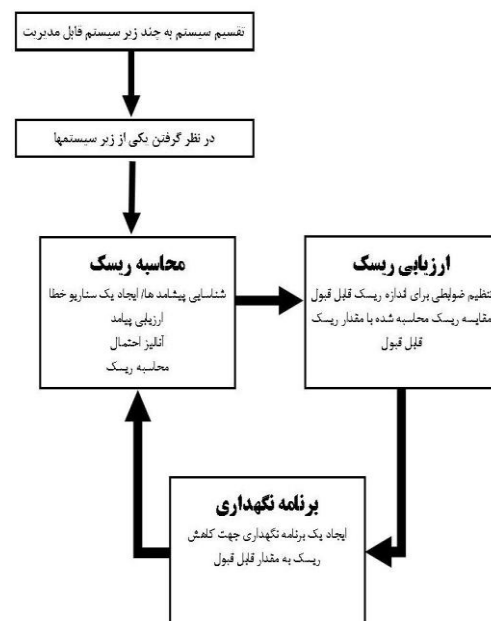 تقسیم سیستم به چند زیر سیستم قابل مدیریت
در نظر گرفتن یکی از زیر سیستمها
محاسبه ریسک
شناسایی پیشامد ها/ ایجاد یک سناریو خطا
ارزیابی پیامد
آنالیز احتمال
محاسبه ریسک
ارزیابی ریسک
تنظیم ضوابطی برای اندازه ریسک قابل قبول
مقایسه ریسک محاسبه شده با مقدار ریسک
قابل قبول
برنامه نگهداری
ایجاد یک برنامه نگهداری جهت کاهش
ریسک به مقدار قابل قبول